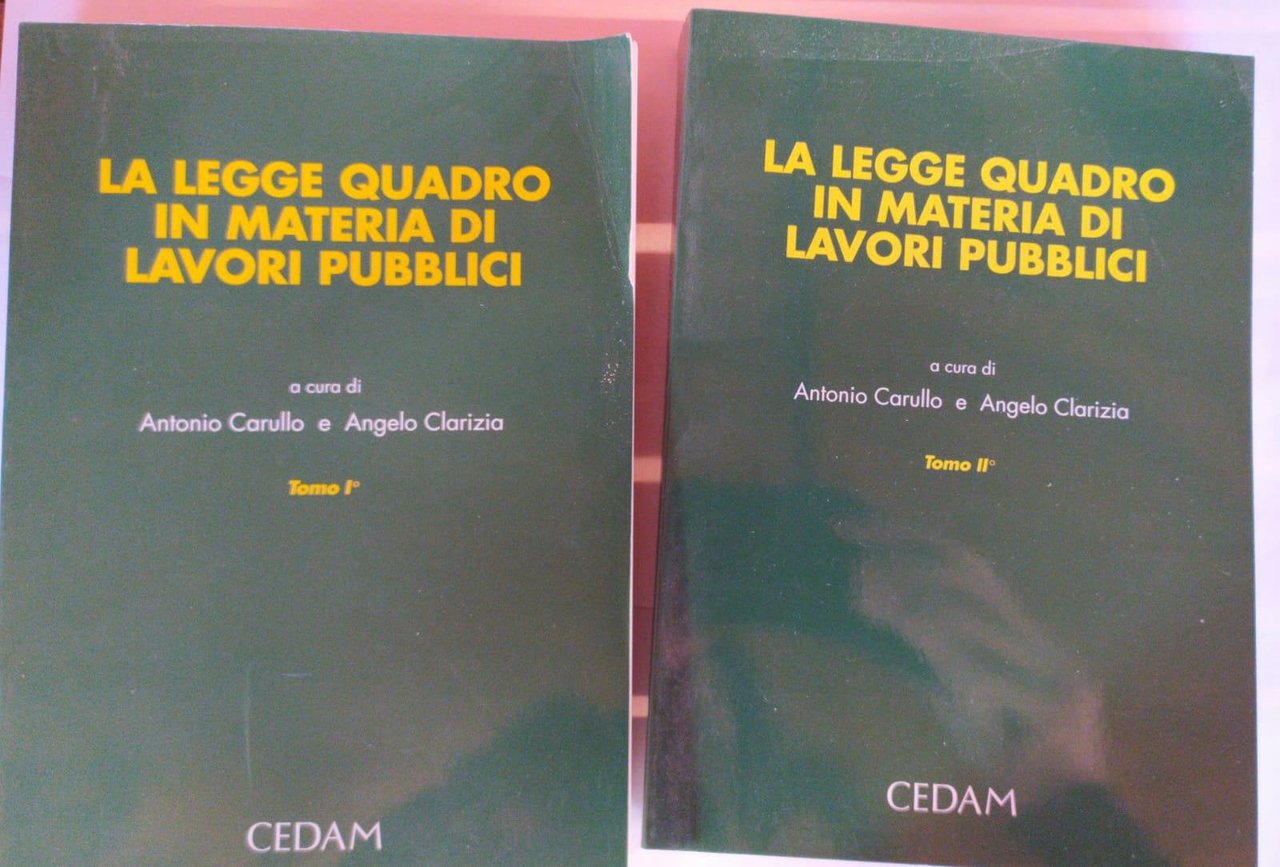 LA LEGGE QUADRO
IN MATERIA DI
LAVORI PUBBLICI
a cura di
Antonio Carullo e Angelo Clarizia
Tomo I°
CEDAM
LA LEGGE QUADRO
IN MATERIA DI
LAVORI PUBBLICI
a cura di
Antonio Carullo e Angelo Clarizia
Tomo II°
CEDAM